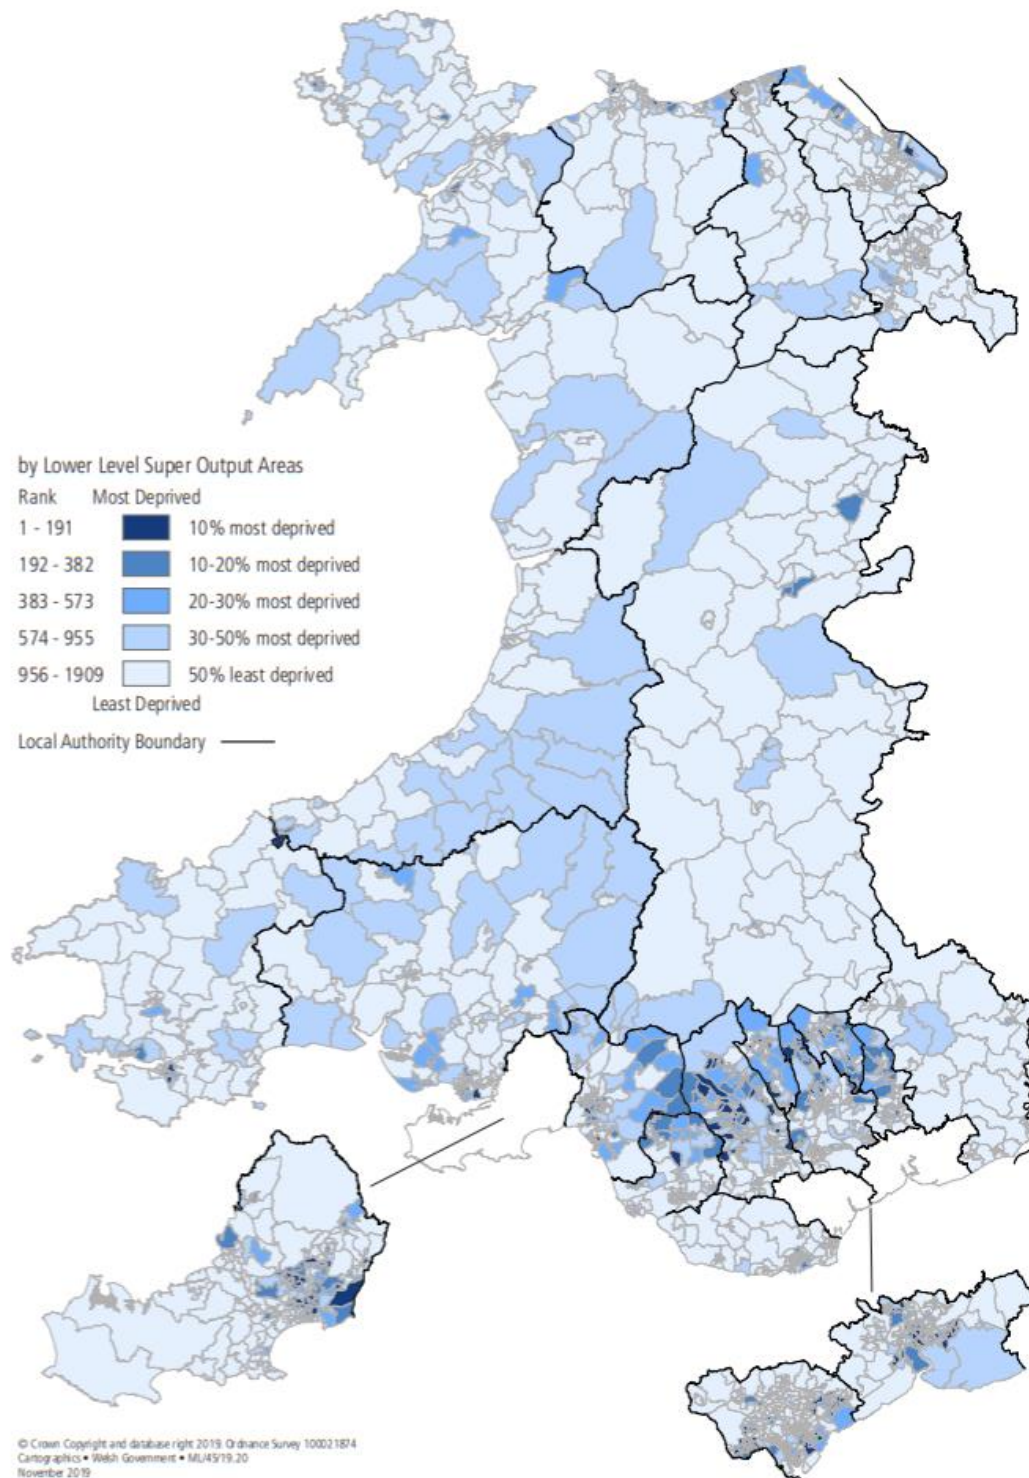 by Lower Level Super Output Areas
Rank Most Deprived
1 - 191 10% most deprived
192 - 382 10-20% most deprived
383 - 573 20-30% most deprived
574 - 955 30-50% most deprived
956 - 1909 50% least deprived
Least Deprived
Local Authority Boundary
© Crown Copyright and database right 2019. Ordnance Survey 100021874
Cartographics • Welsh Government • ML/45/19.20
November 2019